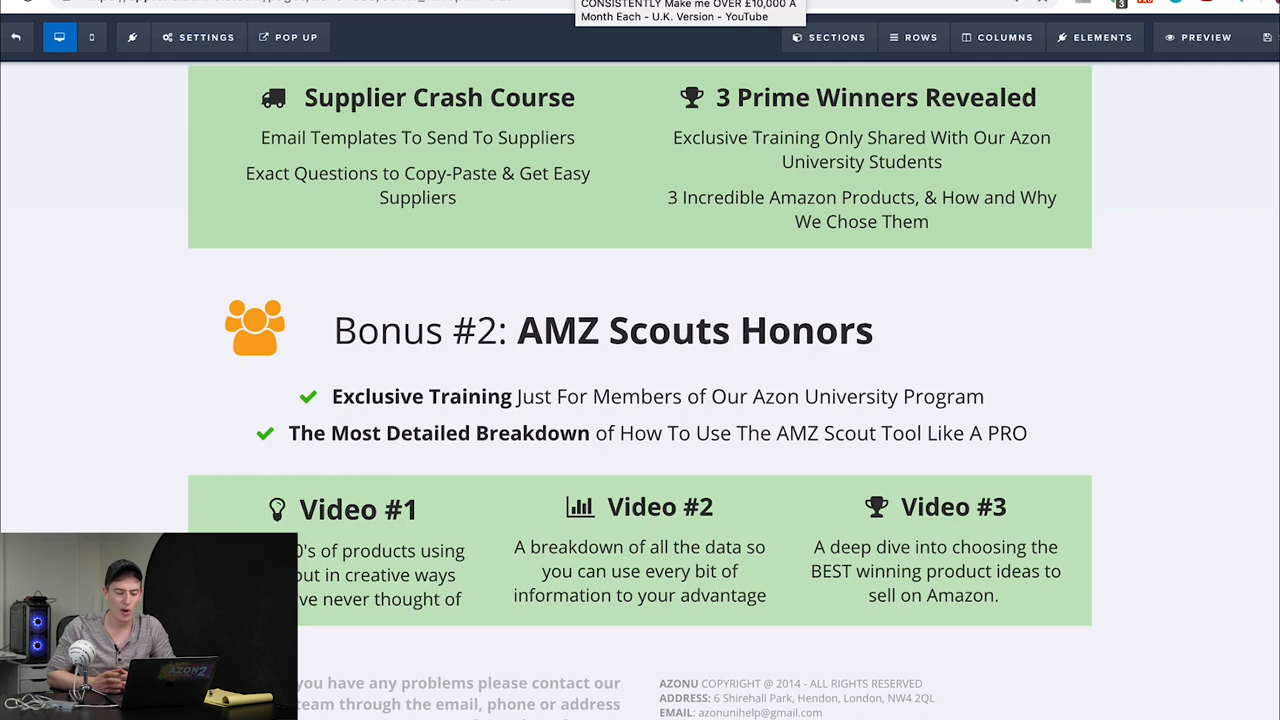 CONSISTENTLY Make me OVER £10,000 A
Month Each - U.K. Version - YouTube
SETTINGS
POP UP
SECTIONS
ROWS
COLUMNS
ELEMENTS
PREVIEW
Supplier Crash Course
Email Templates To Send To Suppliers
Exact Questions to Copy-Paste & Get Easy
Suppliers
3 Prime Winners Revealed
Exclusive Training Only Shared With Our Azon
University Students
3 Incredible Amazon Products, & How and Why
We Chose Them
Bonus #2: AMZ Scouts Honors
Exclusive Training Just For Members of Our Azon University Program
The Most Detailed Breakdown of How To Use The AMZ Scout Tool Like A PRO
Video #1
0's of products using
out in creative ways
ve never thought of
Video #2
A breakdown of all the data so
you can use every bit of
information to your advantage
Video #3
A deep dive into choosing the
BEST winning product ideas to
sell on Amazon.
you have any problems please contact our
team through the email, phone or address
AZONU COPYRIGHT @ 2014 - ALL RIGHTS RESERVED
ADDRESS: 6 Shirehall Park, Hendon, London, NW4 2QL
EMAIL: azonunihelp@gmail.com
AZON